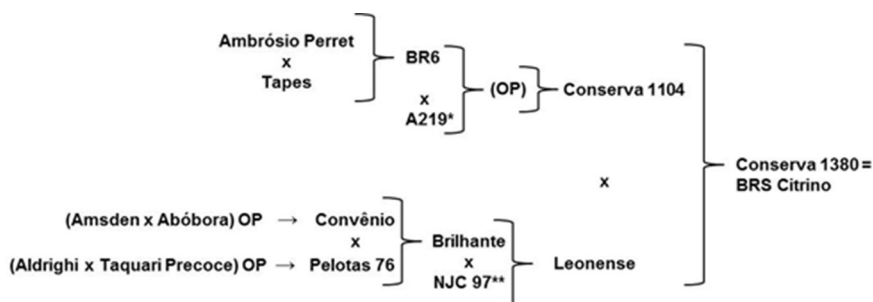 Ambrósio Perret
x
Tapes
BR6
x
A219*
(OP)
Conserva 1104
x
Conserva 1380 =
BRS Citrino
(Amsden x Abóbora) OP → Convênio
x
(Aldrighi x Taquari Precoce) OP → Pelotas 76
Brilhante
x
NJC 97**
Leonense